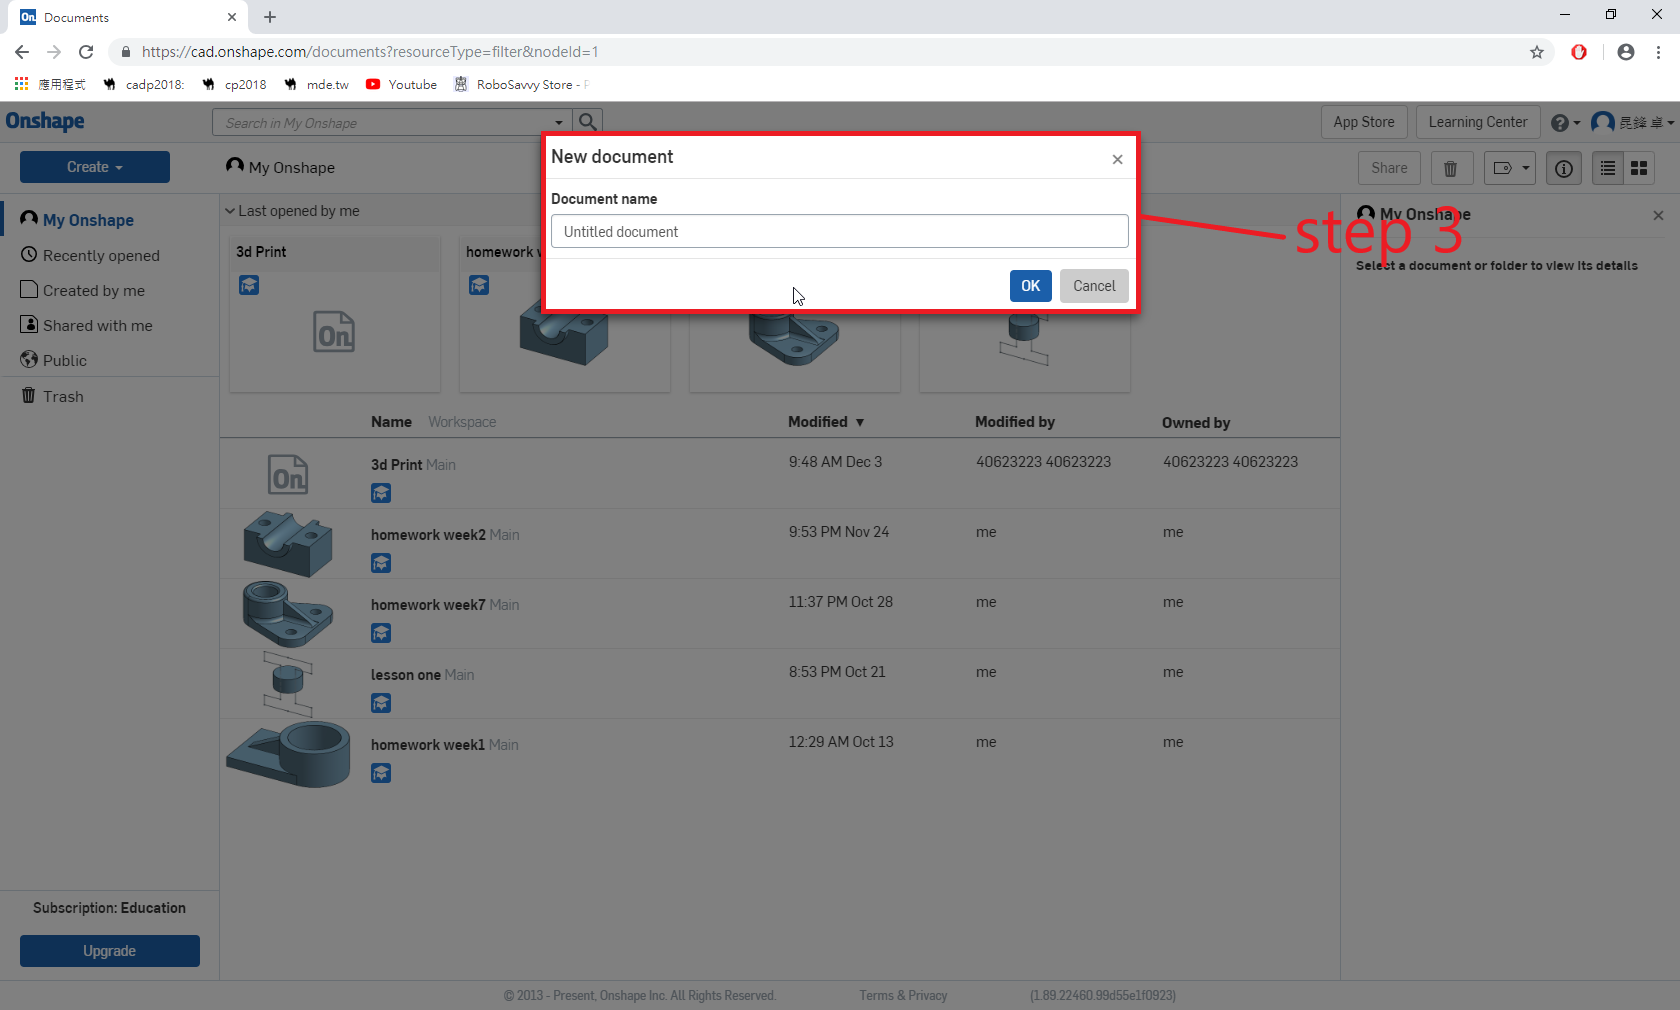 On Documents
https://cad.onshape.com/documents?resourceType=filter&nodeId=1
應用程式 cadp2018: cp2018 mde.tw Youtube RoboSavvy Store -
Onshape Search in My Onshape App Store Learning Center 昆鋒 卓
Create My Onshape Share
New document
Document name
Untitled document
OK Cancel
step 3
My Onshape
Recently opened
Created by me
Shared with me
Public
Trash
Last opened by me
3d Print homework
On
My Onshape
Select a document or folder to view its details
Name Workspace Modified Modified by Owned by
On 3d Print Main 9:48 AM Dec 3 40623223 40623223 40623223 40623223
homework week2 Main 9:53 PM Nov 24 me me
homework week7 Main 11:37 PM Oct 28 me me
lesson one Main 8:53 PM Oct 21 me me
homework week1 Main 12:29 AM Oct 13 me me
Subscription: Education
Upgrade
© 2013 - Present, Onshape Inc. All Rights Reserved. Terms & Privacy (1.89.22460.99d55e1f0923)